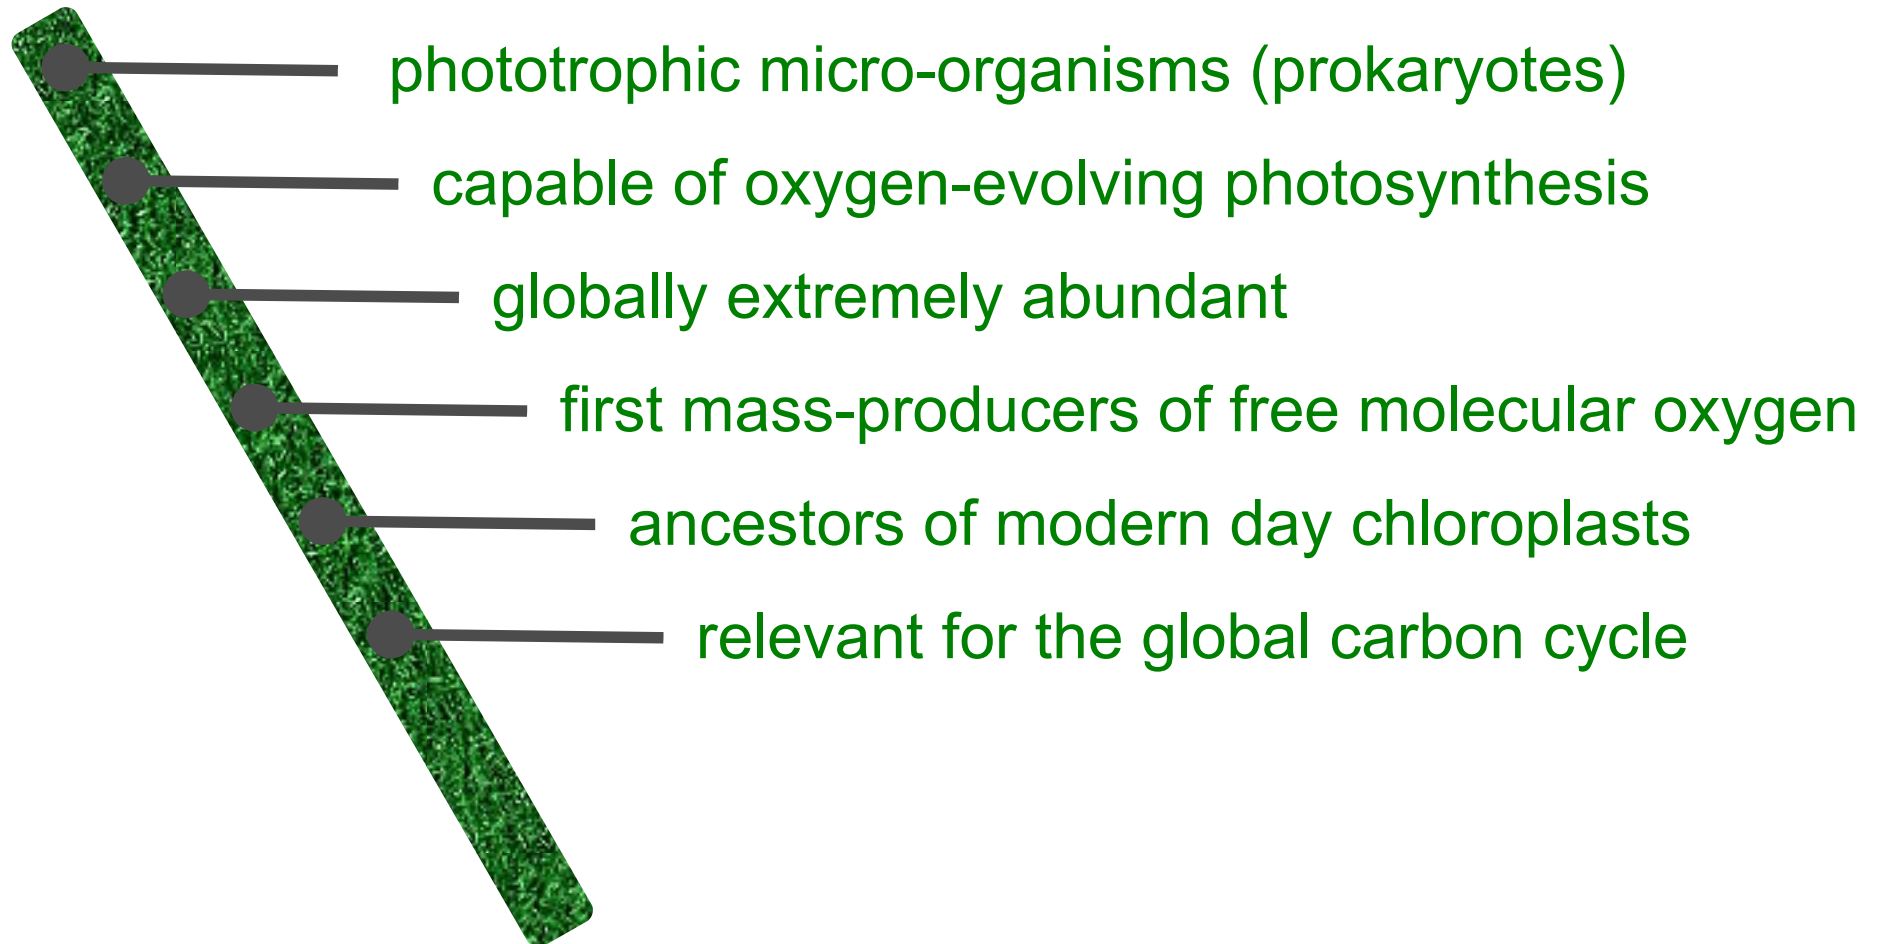 phototrophic micro-organisms (prokaryotes)
capable of oxygen-evolving photosynthesis
globally extremely abundant
first mass-producers of free molecular oxygen
ancestors of modern day chloroplasts
relevant for the global carbon cycle